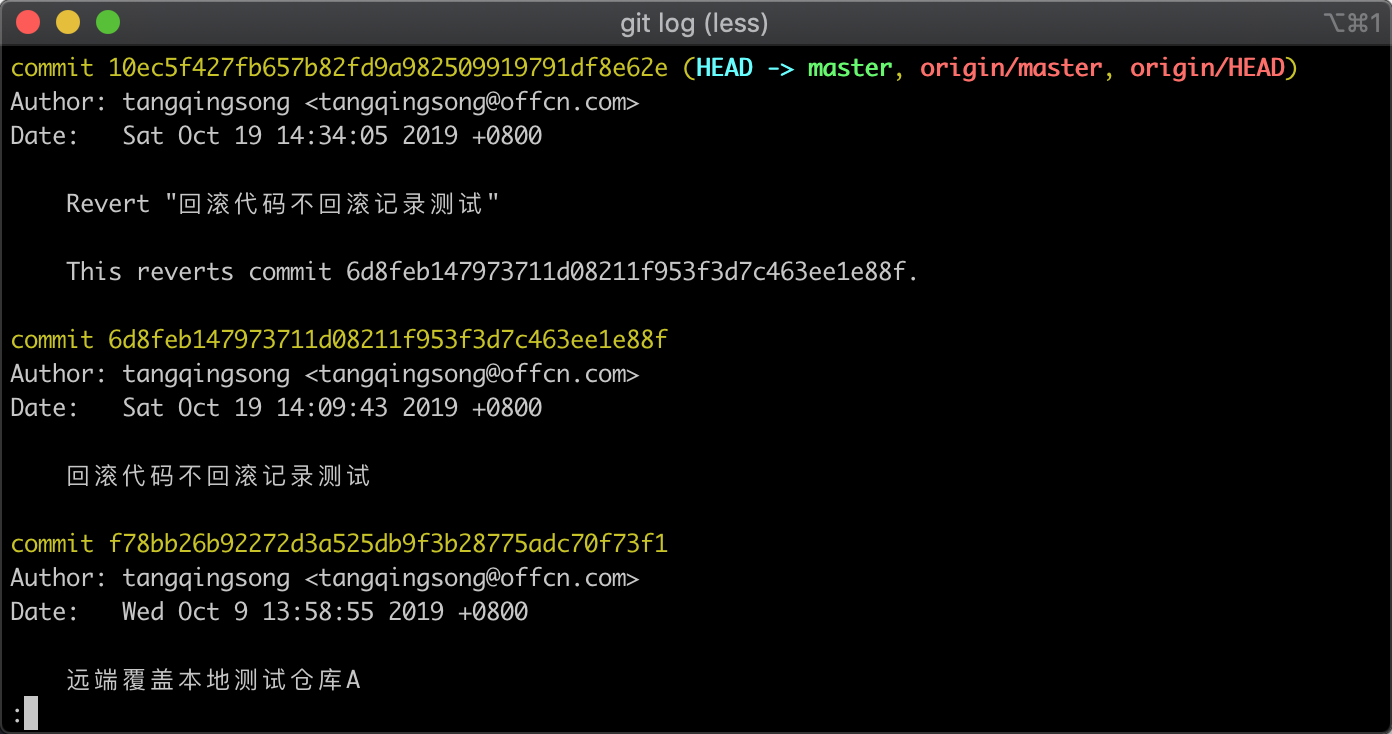 git log (less)
⌥⌘1
commit 10ec5f427fb657b82fd9a982509919791df8e62e (HEAD -> master, origin/master, origin/HEAD)
Author: tangqingsong <tangqingsong@offcn.com>
Date:   Sat Oct 19 14:34:05 2019 +0800
Revert "回滚代码不回滚记录测试"
This reverts commit 6d8feb147973711d08211f953f3d7c463ee1e88f.
commit 6d8feb147973711d08211f953f3d7c463ee1e88f
Author: tangqingsong <tangqingsong@offcn.com>
Date:   Sat Oct 19 14:09:43 2019 +0800
回滚代码不回滚记录测试
commit f78bb26b92272d3a525db9f3b28775adc70f73f1
Author: tangqingsong <tangqingsong@offcn.com>
Date:   Wed Oct 9 13:58:55 2019 +0800
远端覆盖本地测试仓库A
: